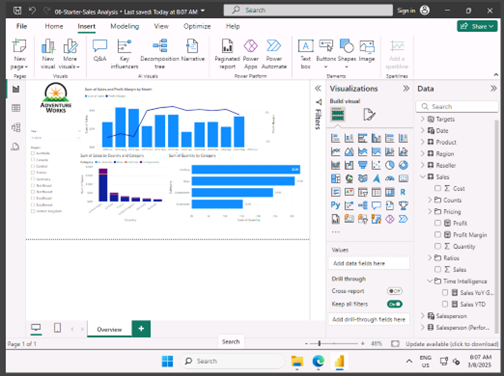 06-Starter-Sales Analysis • Last saved: Today at 8:07 AM
Search
Sign in
File
Home
Insert
Modeling
View
Optimize
Help
Share
New page
New visual
More visuals
Q&A
Key influencers
Decomposition tree
Narrative
Paginated report
Power Apps
Power Automate
Text box
Buttons
Shapes
Image
Add a sparkline
Pages
Visuals
AI visuals
Power Platform
Elements
Sparklines
ADVENTURE
WORKS
Sum of Sales and Profit Margin by Month
Sum of Sales by Country and Category
Sum of Quantity by Category
Filters
Visualizations
Build visual
Values
Add data fields here
Drill through
Cross-report
Off
Keep all filters
On
Add drill-through fields here
Data
Search
Targets
Date
Product
Region
Reseller
Sales
Cost
Counts
Pricing
Profit
Profit Margin
Quantity
Ratios
Sales
Time Intelligence
Sales YoY G...
Sales YTD
Salesperson
Salesperson (Perfor...
Overview
Page 1 of 1
Search
48%
Update available (click to download)
Search
ENG
US
8:07 AM
3/8/2025